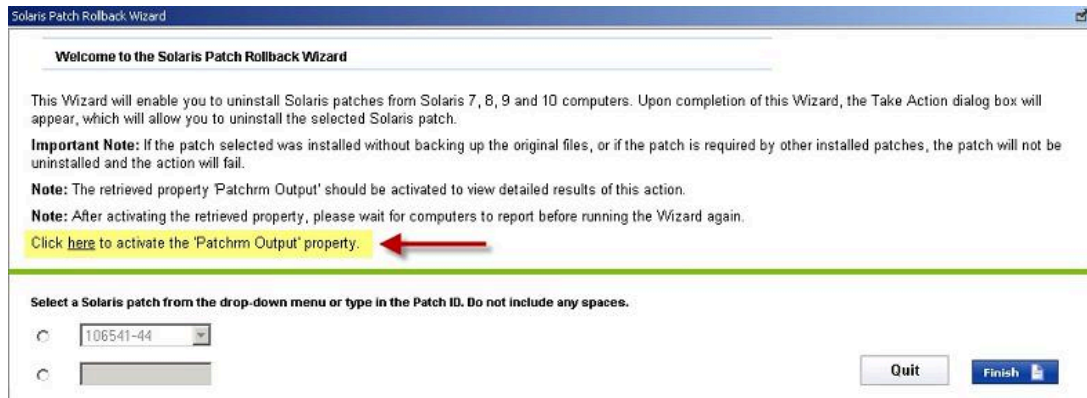 Solaris Patch Rollback Wizard
Welcome to the Solaris Patch Rollback Wizard
This Wizard will enable you to uninstall Solaris patches from Solaris 7, 8, 9 and 10 computers. Upon completion of this Wizard, the Take Action dialog box will
appear, which will allow you to uninstall the selected Solaris patch.
Important Note: If the patch selected was installed without backing up the original files, or if the patch is required by other installed patches, the patch will not be
uninstalled and the action will fail.
Note: The retrieved property 'Patchrm Output' should be activated to view detailed results of this action.
Note: After activating the retrieved property, please wait for computers to report before running the Wizard again.
Click here to activate the 'Patchrm Output' property.
Select a Solaris patch from the drop-down menu or type in the Patch ID. Do not include any spaces.
106541-44
Quit
Finish